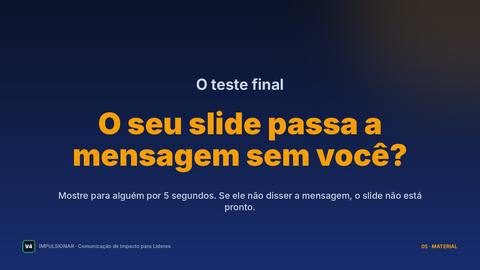 O teste final
O seu slide passa a
mensagem sem você?
Mostre para alguém por 5 segundos. Se ele não disser a mensagem, o slide não está
pronto.
V4 IMPULSIONAR · Comunicação de Impacto para Líderes
05 · MATERIAL